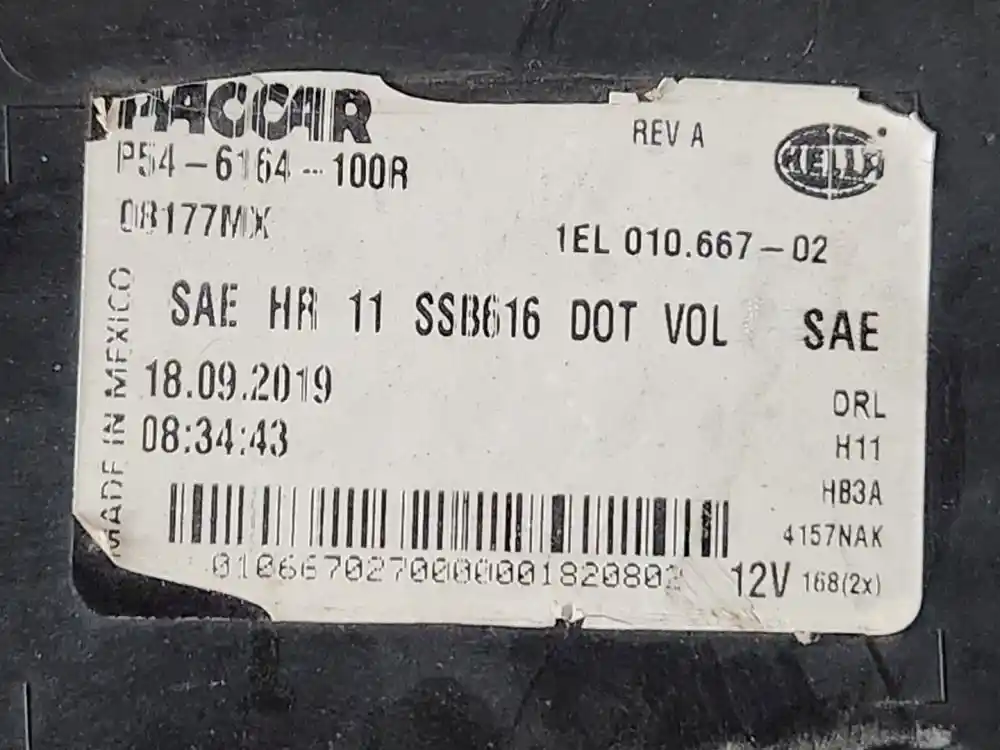 PACCAR
REV A
HELLA
P54-6164-100R
08177MX
1EL 010.667-02
SAE HR 11 SSB616 DOT VOL SAE
MADE IN MEXICO
18.09.2019
08:34:43
DRL
H11
HB3A
4157NAK
01066702700000001820802
12V 168(2x)